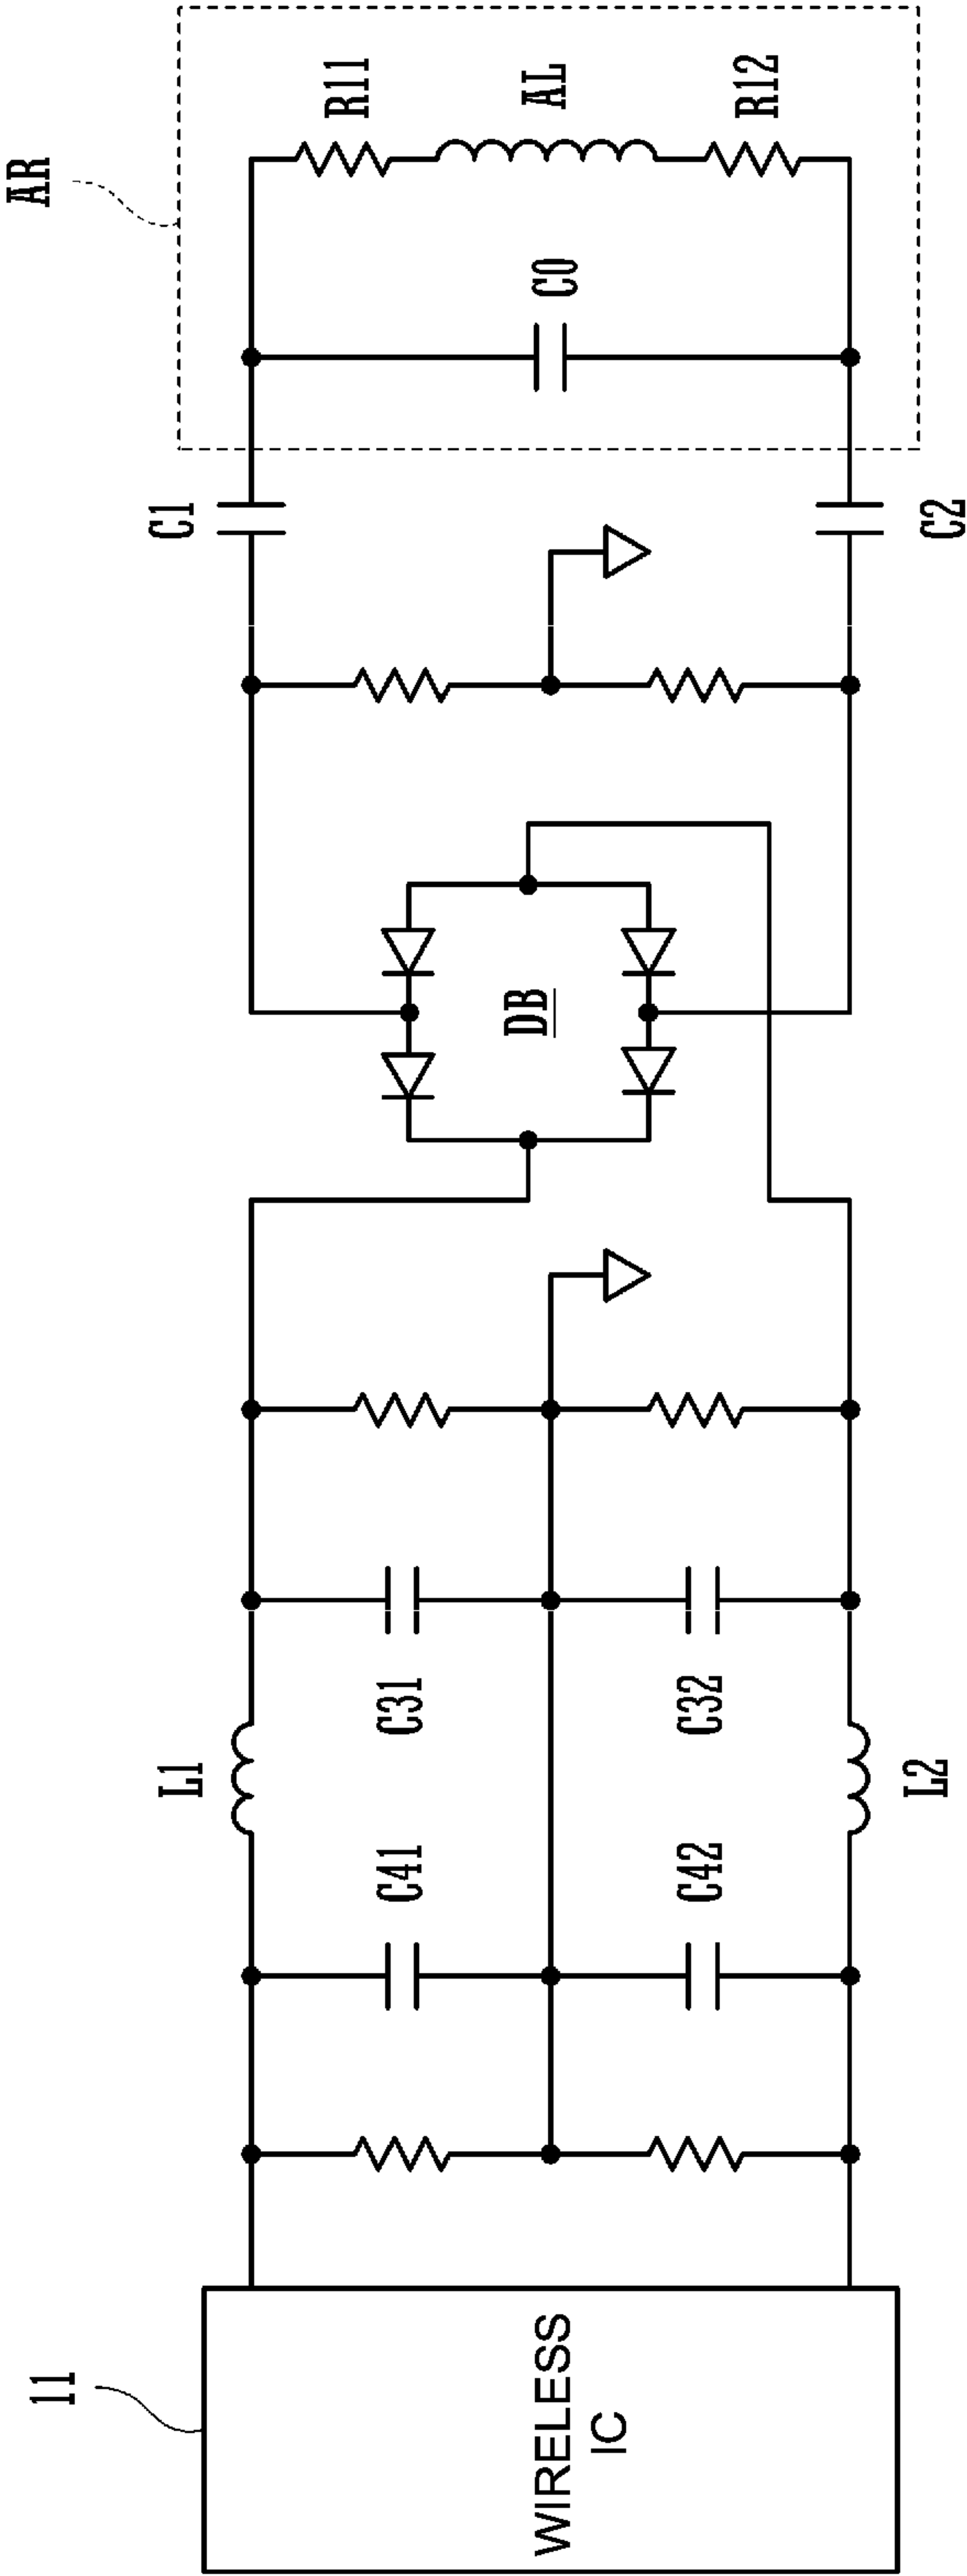 11
AR
L1
C1
R11
C41
C31
WIRELESS
IC
DB
C0
AL
C42
C32
R12
L2
C2